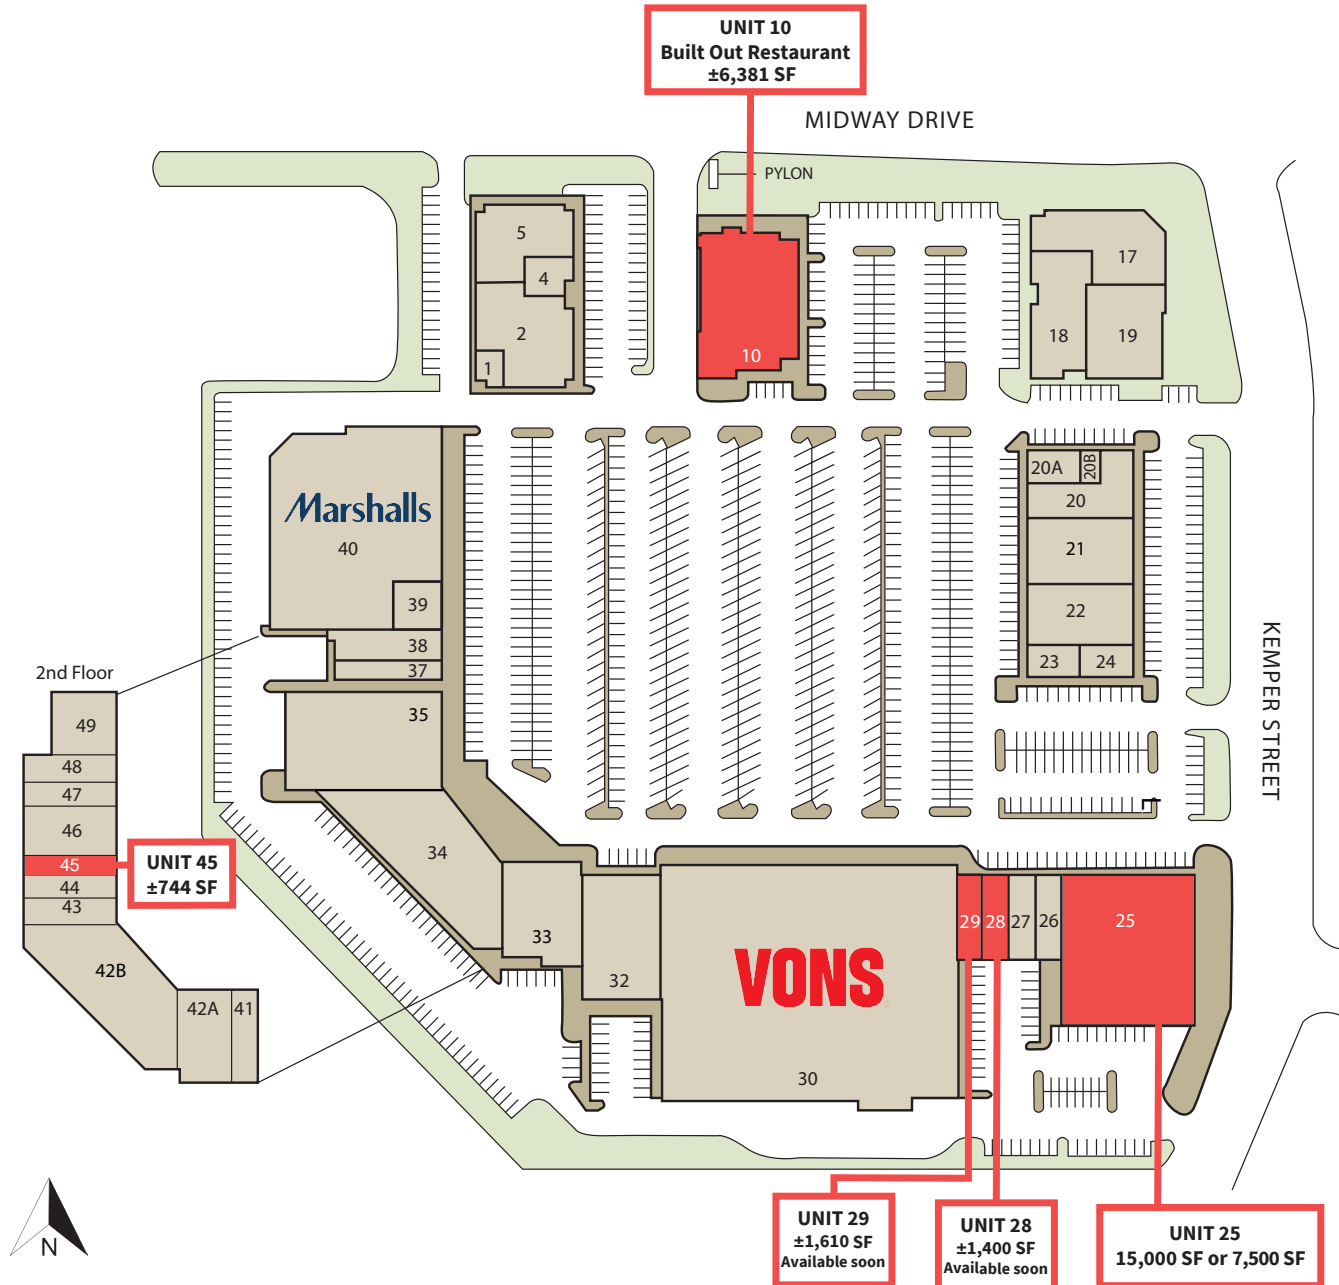 UNIT 10
Built Out Restaurant
±6,381 SF
MIDWAY DRIVE
PYLON
5
4
2
1
10
17
18
19
20A
20B
20
21
22
23
24
Marshalls
40
39
38
37
35
34
33
32
2nd Floor
49
48
47
46
45
44
43
42B
42A
41
UNIT 45
±744 SF
KEMPER STREET
VONS
30
29
28
27
26
25
N
UNIT 29
±1,610 SF
Available soon
UNIT 28
±1,400 SF
Available soon
UNIT 25
15,000 SF or 7,500 SF